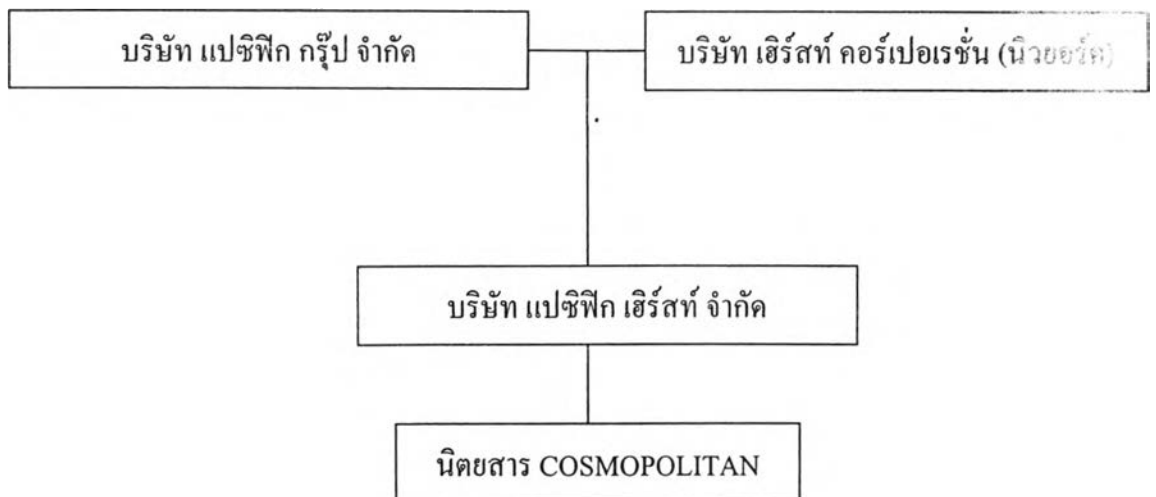 บริษัท แปซิฟิก กรุ๊ป จำกัด
บริษัท เฮิร์สท์ คอร์เปอเรชั่น (นิวยอร์ค)
บริษัท แปซิฟิก เฮิร์สท์ จำกัด
นิตยสาร COSMOPOLITAN